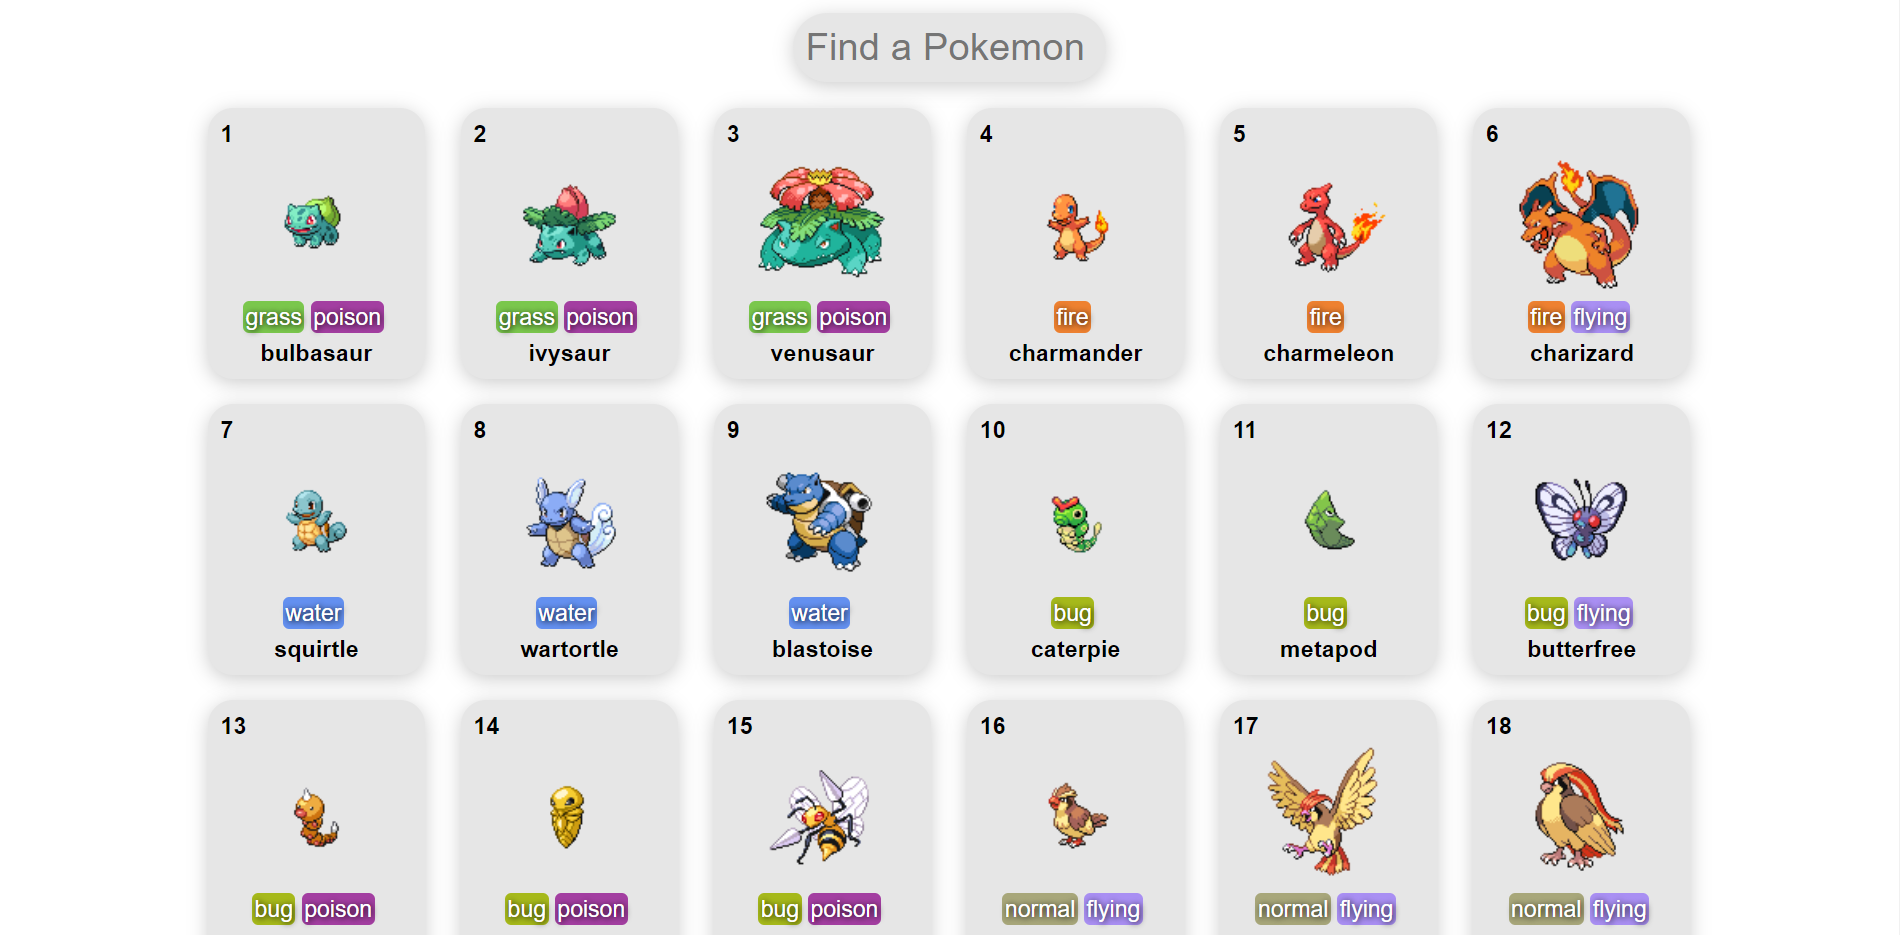 Find a Pokemon
1 2 3 4 5 6
grass poison grass poison grass poison fire fire fire flying
bulbasaur ivysaur venusaur charmander charmeleon charizard
7 8 9 10 11 12
water water water bug bug bug flying
squirtle wartortle blastoise caterpie metapod butterfree
13 14 15 16 17 18
bug poison bug poison bug poison normal flying normal flying normal flying